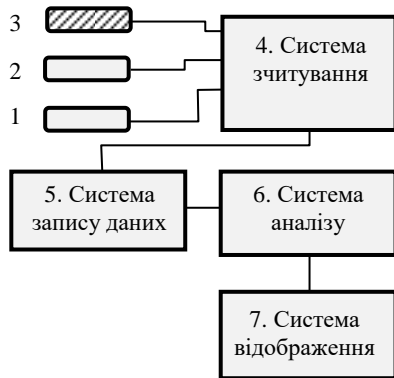 3
4. Система
зчитування
2
1
5. Система
запису даних
6. Система
аналізу
7. Система
відображення